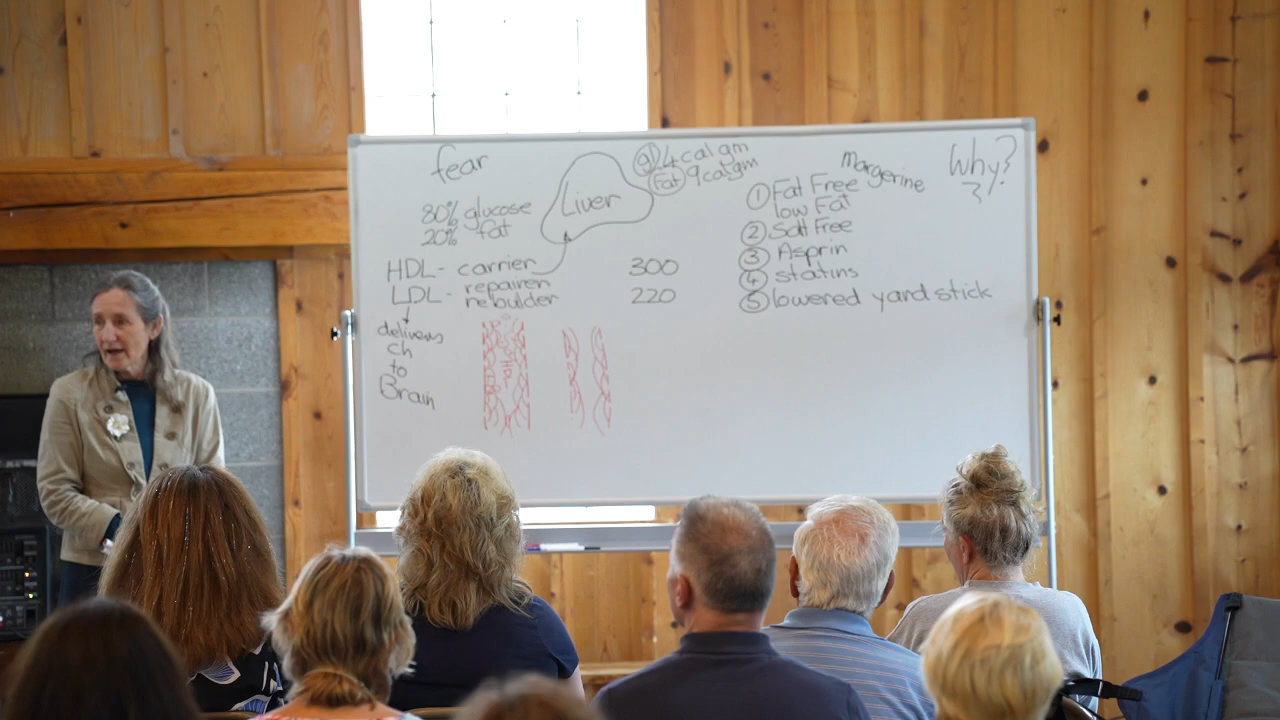 fear
80% glucose
20% fat
Liver
g 4 cal gm
Fat 9 cal gm
HDL - carrier
LDL - repairer
rebuilder
delivers
ch
to
Brain
300
220
Margerine
Why?
① Fat Free
low Fat
② Salt Free
③ Asprin
④ statins
⑤ lowered yard stick